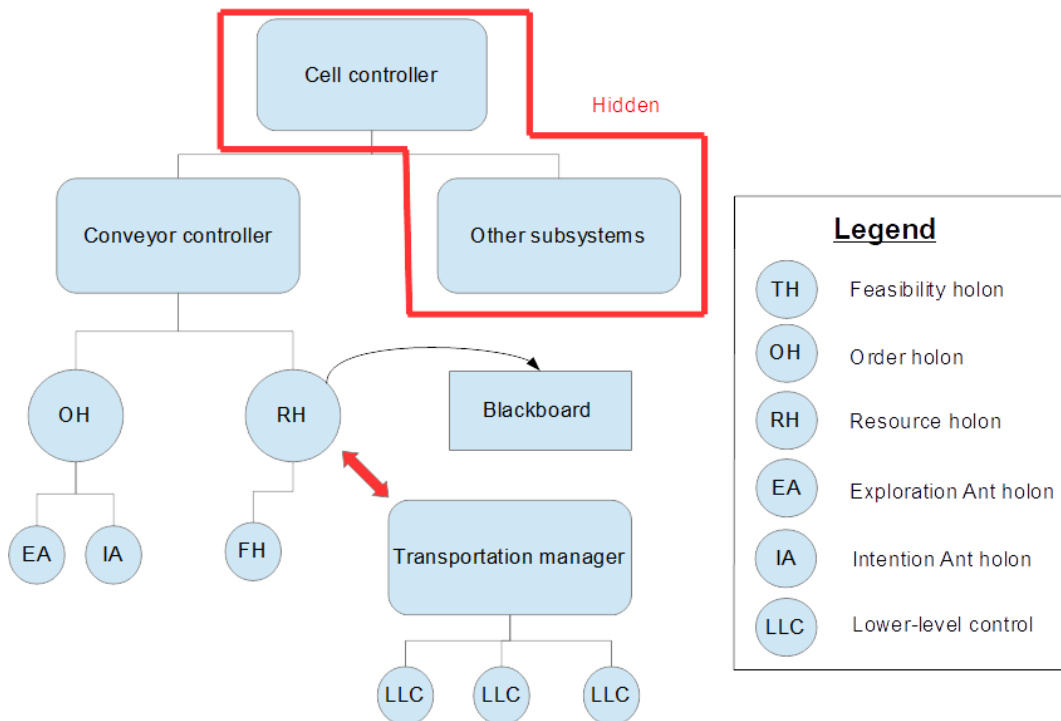 Cell controller
Hidden
Conveyor controller
Other subsystems
OH
RH
Blackboard
EA
IA
FH
Transportation manager
LLC
LLC
LLC
Legend
TH Feasibility holon
OH Order holon
RH Resource holon
EA Exploration Ant holon
IA Intention Ant holon
LLC Lower-level control